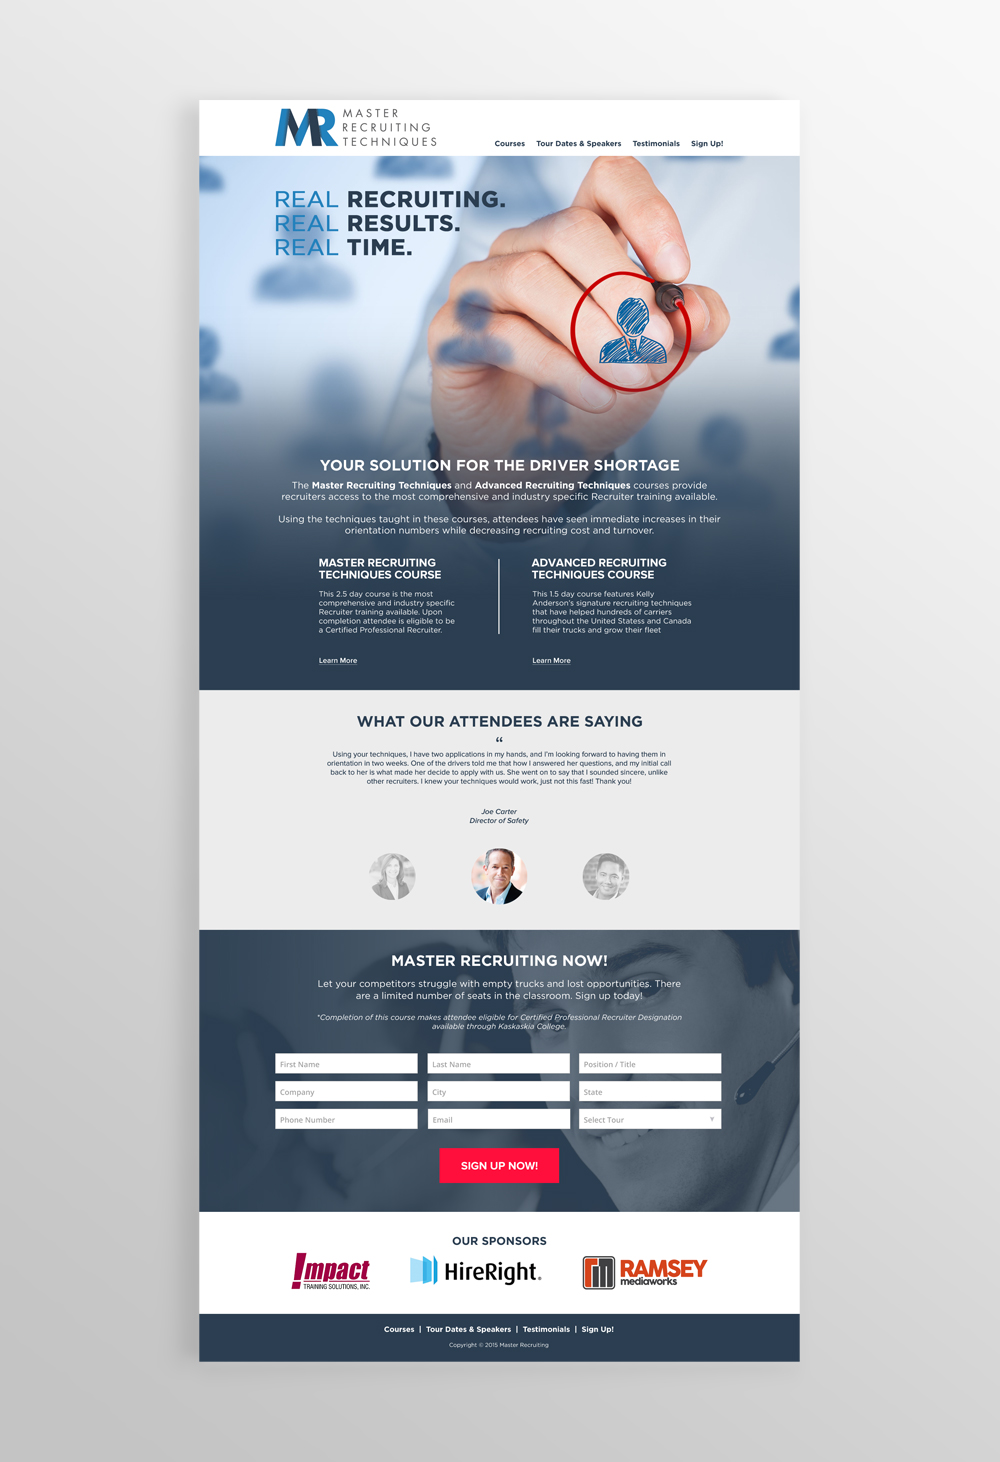 MR MASTER
RECRUITING
TECHNIQUES
Courses Tour Dates & Speakers Testimonials Sign Up!
REAL RECRUITING.
REAL RESULTS.
REAL TIME.
YOUR SOLUTION FOR THE DRIVER SHORTAGE
The Master Recruiting Techniques and Advanced Recruiting Techniques courses provide
recruiters access to the most comprehensive and industry specific Recruiter training available.
Using the techniques taught in these courses, attendees have seen immediate increases in their
orientation numbers while decreasing recruiting cost and turnover.
MASTER RECRUITING
TECHNIQUES COURSE
This 2.5 day course is the most
comprehensive and industry specific
Recruiter training available. Upon
completion attendee is eligible to be
a Certified Professional Recruiter.
Learn More
ADVANCED RECRUITING
TECHNIQUES COURSE
This 1.5 day course features Kelly
Anderson's signature recruiting techniques
that have helped hundreds of carriers
throughout the United Statess and Canada
fill their trucks and grow their fleet
Learn More
WHAT OUR ATTENDEES ARE SAYING
“
Using your techniques, I have two applications in my hands, and I'm looking forward to having them in
orientation in two weeks. One of the drivers told me that how I answered her questions, and my initial call
back to her is what made her decide to apply with us. She went on to say that I sounded sincere, unlike
other recruiters. I knew your techniques would work, just not this fast! Thank you!
Joe Carter
Director of Safety
MASTER RECRUITING NOW!
Let your competitors struggle with empty trucks and lost opportunities. There
are a limited number of seats in the classroom. Sign up today!
*Completion of this course makes attendee eligible for Certified Professional Recruiter Designation
available through Kaskaskia College.
First Name Last Name Position / Title
Company City State
Phone Number Email Select Tour
SIGN UP NOW!
OUR SPONSORS
Impact
TRAINING SOLUTIONS, INC.
HireRight.
RAMSEY
mediaworks
Courses | Tour Dates & Speakers | Testimonials | Sign Up!
Copyright © 2015 Master Recruiting